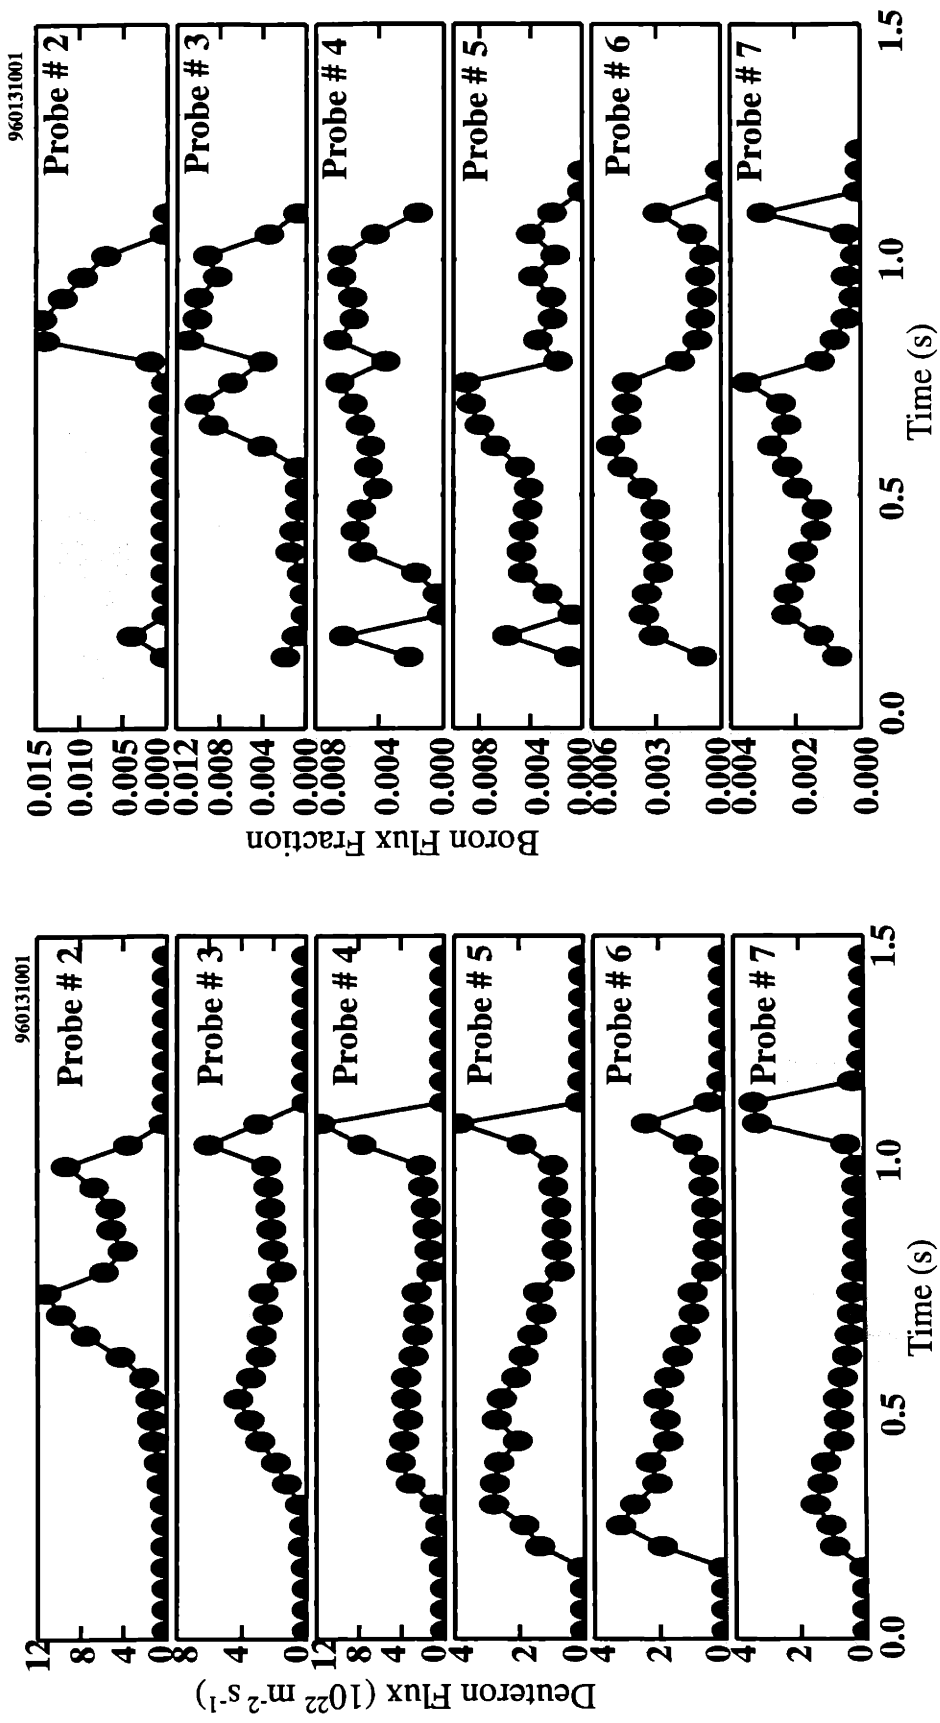 960131001
Deuteron Flux (10²² m⁻² s⁻¹)
12
8
4
0
Probe # 2
8
4
0
Probe # 3
12
8
4
0
Probe # 4
4
2
0
Probe # 5
4
2
0
Probe # 6
4
2
0
Probe # 7
0.0 0.5 1.0 1.5
Time (s)
960131001
Boron Flux Fraction
0.015
0.010
0.005
0.000
Probe # 2
0.012
0.008
0.004
0.000
Probe # 3
0.008
0.004
0.000
Probe # 4
0.008
0.004
0.000
Probe # 5
0.006
0.003
0.000
Probe # 6
0.004
0.002
0.000
Probe # 7
0.0 0.5 1.0 1.5
Time (s)